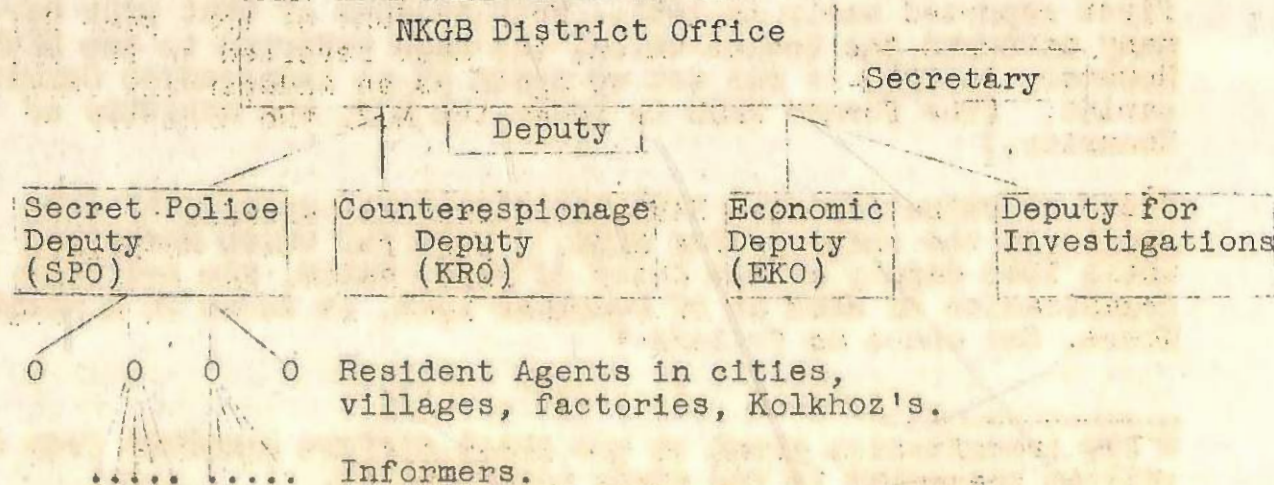 NKGB District Office
Secretary
Deputy
Secret Police
Deputy
(SPO)
Counterespionage
Deputy
(KRO)
Economic
Deputy
(EKO)
Deputy for
Investigations
O O O O Resident Agents in cities,
villages, factories, Kolkhoz's.
..... ..... Informers.